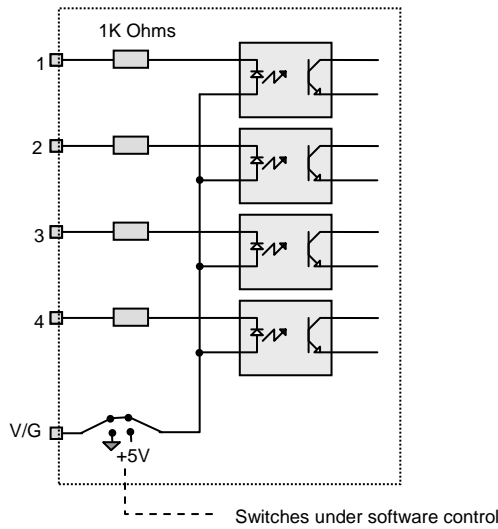 1K Ohms
1
2
3
4
V/G
+5V
Switches under software control